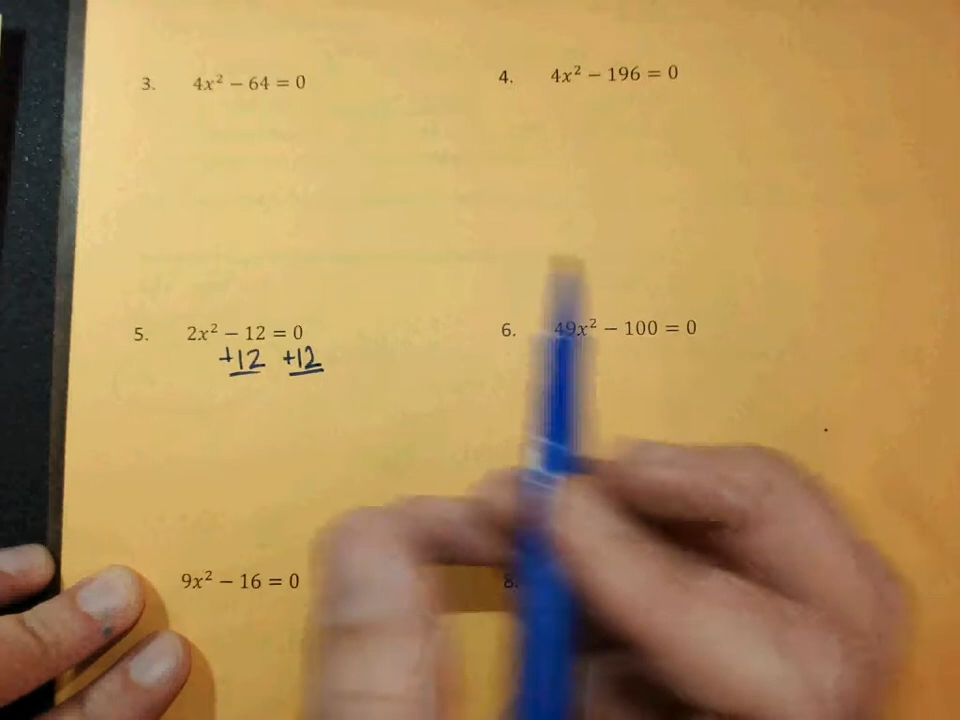 3. 4x² − 64 = 0
4. 4x² − 196 = 0
5. 2x² − 12 = 0
+12 +12
6. 49x² − 100 = 0
9x² − 16 = 0
8.